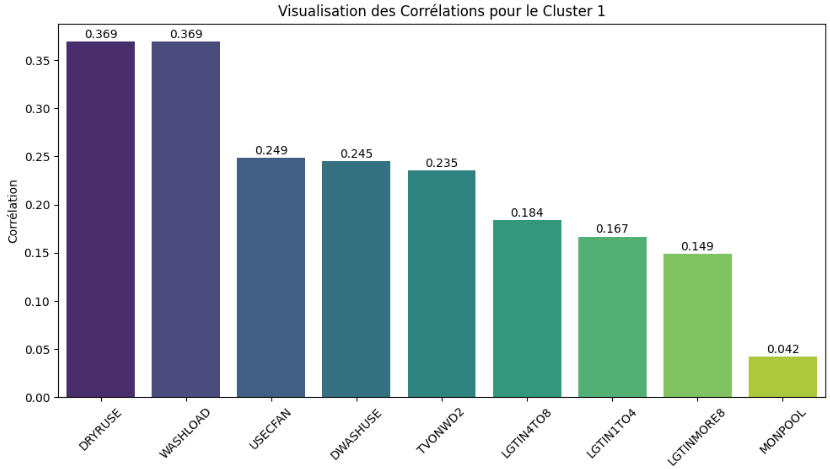 Visualisation des Corrélations pour le Cluster 1
Corrélation
0.35
0.30
0.25
0.20
0.15
0.10
0.05
0.00
0.369
0.369
0.249
0.245
0.235
0.184
0.167
0.149
0.042
DRYRUSE
WASHLOAD
USECFAN
DWASHUSE
TVONWD2
LGTIN4TO8
LGTIN1TO4
LGTINMORE8
MONPOOL